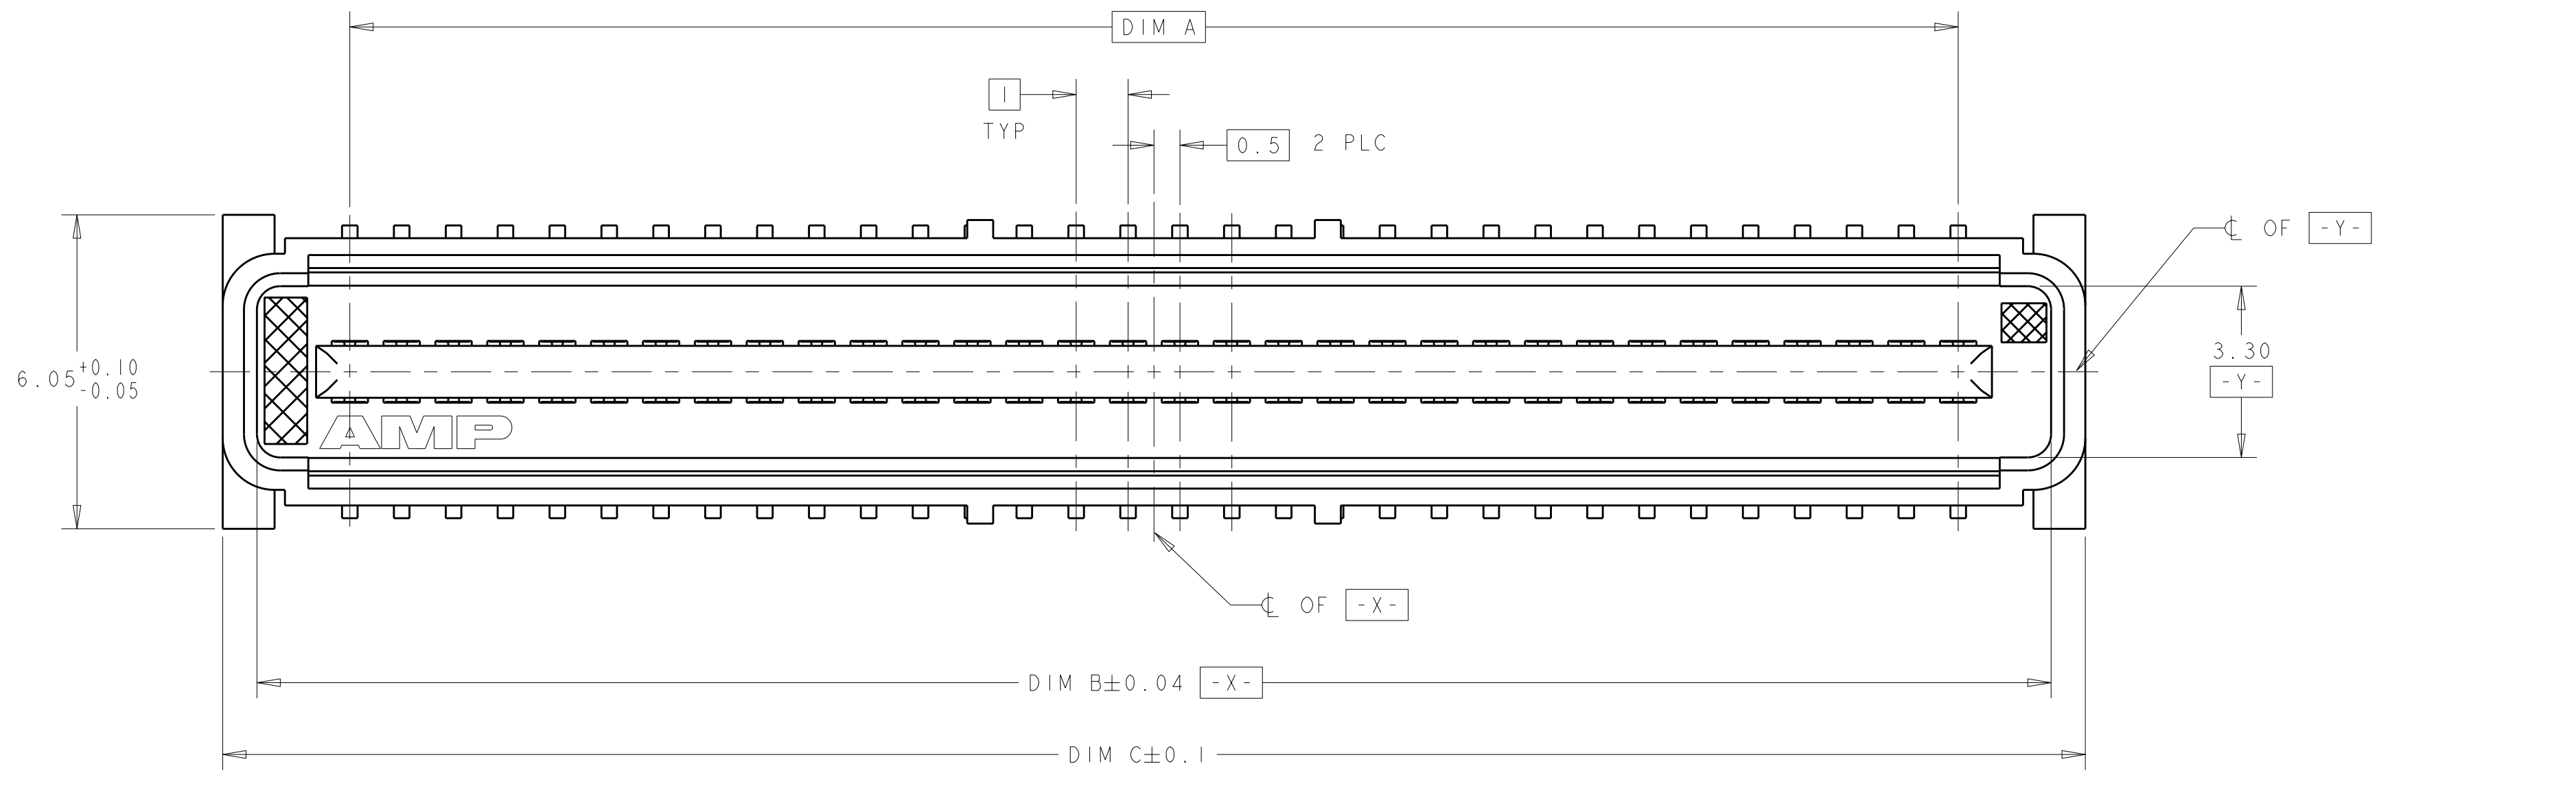 DIM A
1
TYP
0.5 2 PLC
℄ OF -Y-
6.05 +0.10 -0.05
3.30
-Y-
AMP
℄ OF -X-
DIM B±0.04 -X-
DIM C±0.1